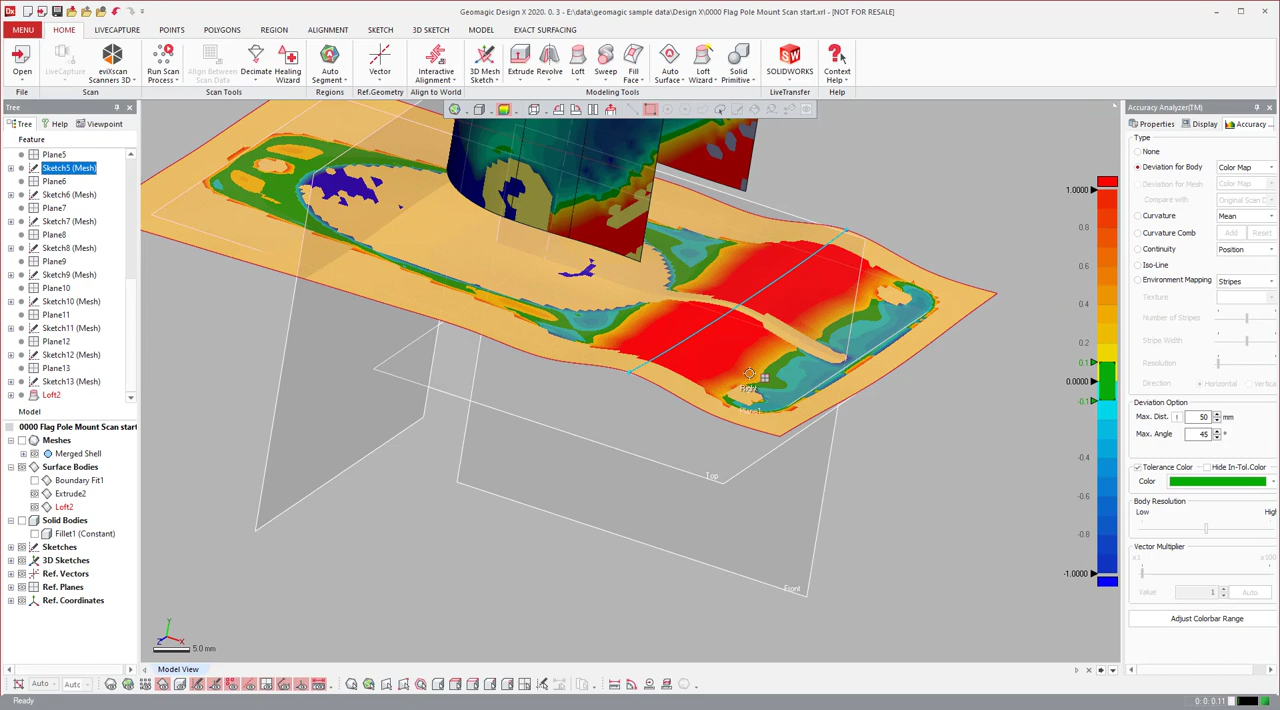 Geomagic Design X 2020. 0. 3 - E:\data\geomagic sample data\Design X\0000 Flag Pole Mount Scan start.xrl - [NOT FOR RESALE]
MENU HOME LIVECAPTURE POINTS POLYGONS REGION ALIGNMENT SKETCH 3D SKETCH MODEL EXACT SURFACING
Open
LiveCapture
eviXscan Scanners 3D
Run Scan Process
Align Between Scan Data
Decimate
Healing Wizard
Auto Segment
Vector
Interactive Alignment
3D Mesh Sketch
Extrude
Revolve
Loft
Sweep
Fill Face
Auto Surface
Loft Wizard
Solid Primitive
SOLIDWORKS
Context Help
File Scan Scan Tools Regions Ref.Geometry Align to World Modeling Tools LiveTransfer Help
Tree
Tree Help Viewpoint
Feature
Plane5
Sketch5 (Mesh)
Plane6
Sketch6 (Mesh)
Plane7
Sketch7 (Mesh)
Plane8
Sketch8 (Mesh)
Plane9
Sketch9 (Mesh)
Plane10
Sketch10 (Mesh)
Plane11
Sketch11 (Mesh)
Plane12
Sketch12 (Mesh)
Plane13
Sketch13 (Mesh)
Loft2
Model
0000 Flag Pole Mount Scan start
Meshes
Merged Shell
Surface Bodies
Boundary Fit1
Extrude2
Loft2
Solid Bodies
Fillet1 (Constant)
Sketches
3D Sketches
Ref. Vectors
Ref. Planes
Ref. Coordinates
Right
Plane1
Top
Front
Y
Z
X
5.0 mm
1.0000
0.8
0.6
0.4
0.2
0.1
0.0000
-0.1
-0.4
-0.6
-0.8
-1.0000
Accuracy Analyzer(TM)
Properties Display Accuracy ...
Type
None
Deviation for Body Color Map
Deviation for Mesh Color Map
Compare with Original Scan D
Curvature Mean
Curvature Comb Add Reset
Continuity Position
Iso-Line
Environment Mapping Stripes
Texture
Number of Stripes
Stripe Width
Resolution
Direction Horizontal Vertica
Deviation Option
Max. Dist. ! 50 mm
Max. Angle 45 °
Tolerance Color Hide In-Tol.Color
Color
Body Resolution
Low High
Vector Multiplier
x1 x100
Value 1 Auto
Adjust Colorbar Range
Model View
Auto Auto
Ready
0: 0: 0.11